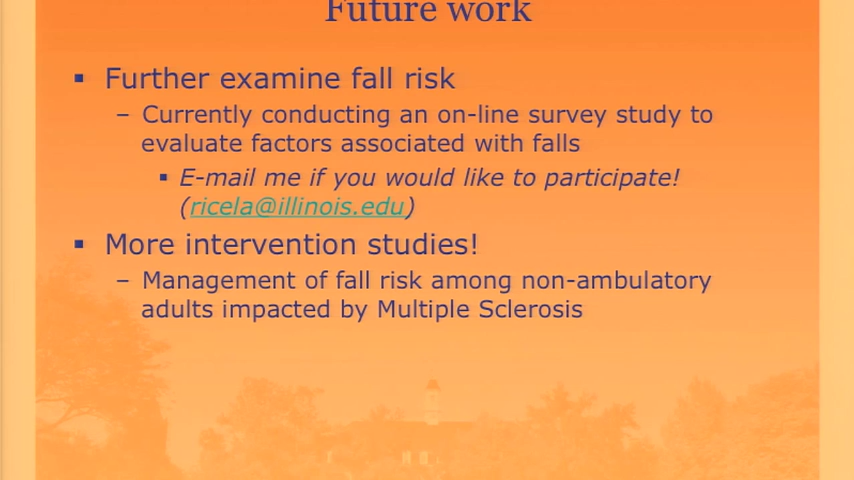 Future work
▪ Further examine fall risk
– Currently conducting an on-line survey study to
evaluate factors associated with falls
▪ E-mail me if you would like to participate!
(ricela@illinois.edu)
▪ More intervention studies!
– Management of fall risk among non-ambulatory
adults impacted by Multiple Sclerosis